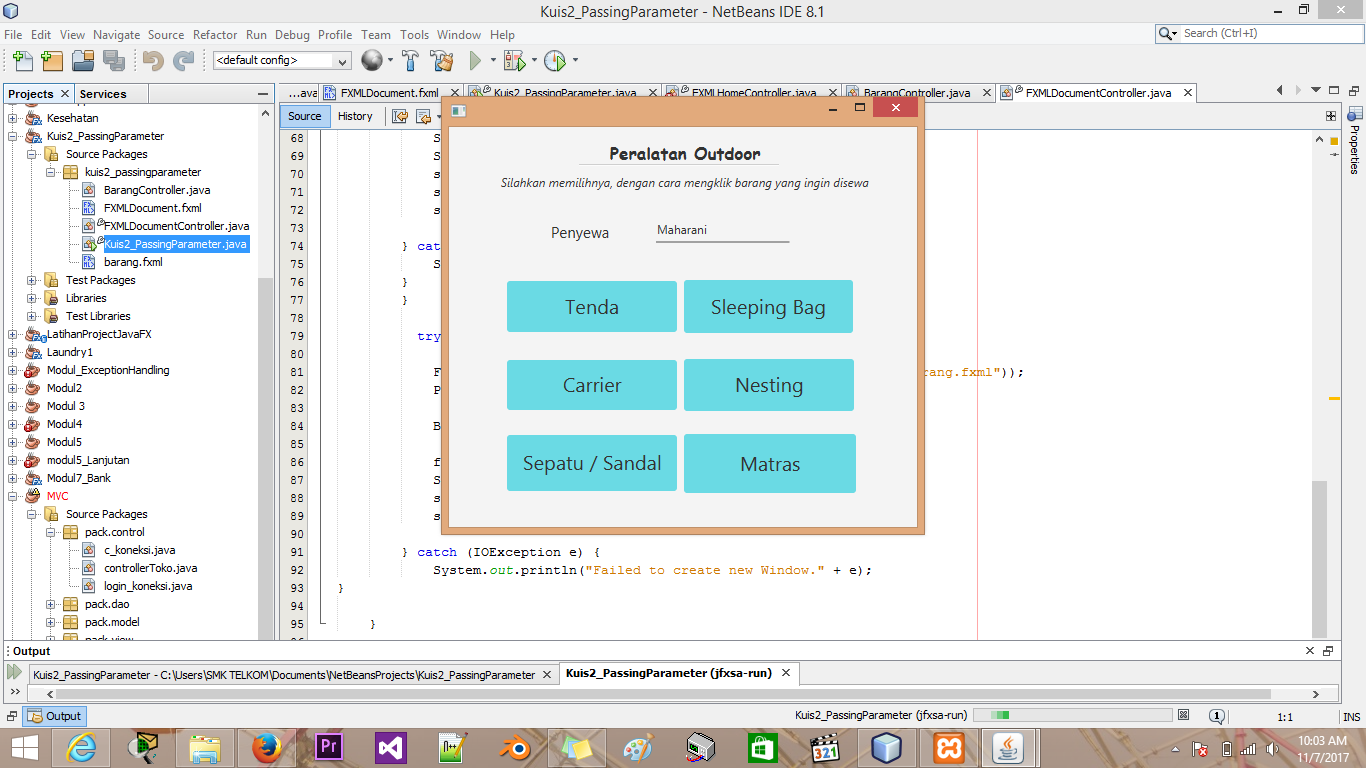 Kuis2_PassingParameter - NetBeans IDE 8.1
File Edit View Navigate Source Refactor Run Debug Profile Team Tools Window Help
Search (Ctrl+I)
<default config>
Projects
Services
...ava
FXMLDocument.fxml
Kuis2_PassingParameter.java
FXMLHomeController.java
BarangController.java
FXMLDocumentController.java
Kesehatan
Kuis2_PassingParameter
Source Packages
kuis2_passingparameter
BarangController.java
FXMLDocument.fxml
FXMLDocumentController.java
Kuis2_PassingParameter.java
barang.fxml
Test Packages
Libraries
Test Libraries
LatihanProjectJavaFX
Laundry1
Modul_ExceptionHandling
Modul2
Modul 3
Modul4
Modul5
modul5_Lanjutan
Modul7_Bank
MVC
Source Packages
pack.control
c_koneksi.java
controllerToko.java
login_koneksi.java
pack.dao
pack.model
pack.view
Source History
68 S
69 S
70 s
71 s
72 s
73
74 } cat
75 S
76 }
77 }
78
79 try
80
81 F rang.fxml"));
82 P
83
84 B
85
86 f
87 S
88 s
89 s
90
91 } catch (IOException e) {
92 System.out.println("Failed to create new Window." + e);
93 }
94
95 }
Peralatan Outdoor
Silahkan memilihnya, dengan cara mengklik barang yang ingin disewa
Penyewa Maharani
Tenda Sleeping Bag
Carrier Nesting
Sepatu / Sandal Matras
Properties
Output
Kuis2_PassingParameter - C:\Users\SMK TELKOM\Documents\NetBeansProjects\Kuis2_PassingParameter
Kuis2_PassingParameter (jfxsa-run)
Output
Kuis2_PassingParameter (jfxsa-run)
1
1:1 INS
Pr
N++
321
10:03 AM
11/7/2017